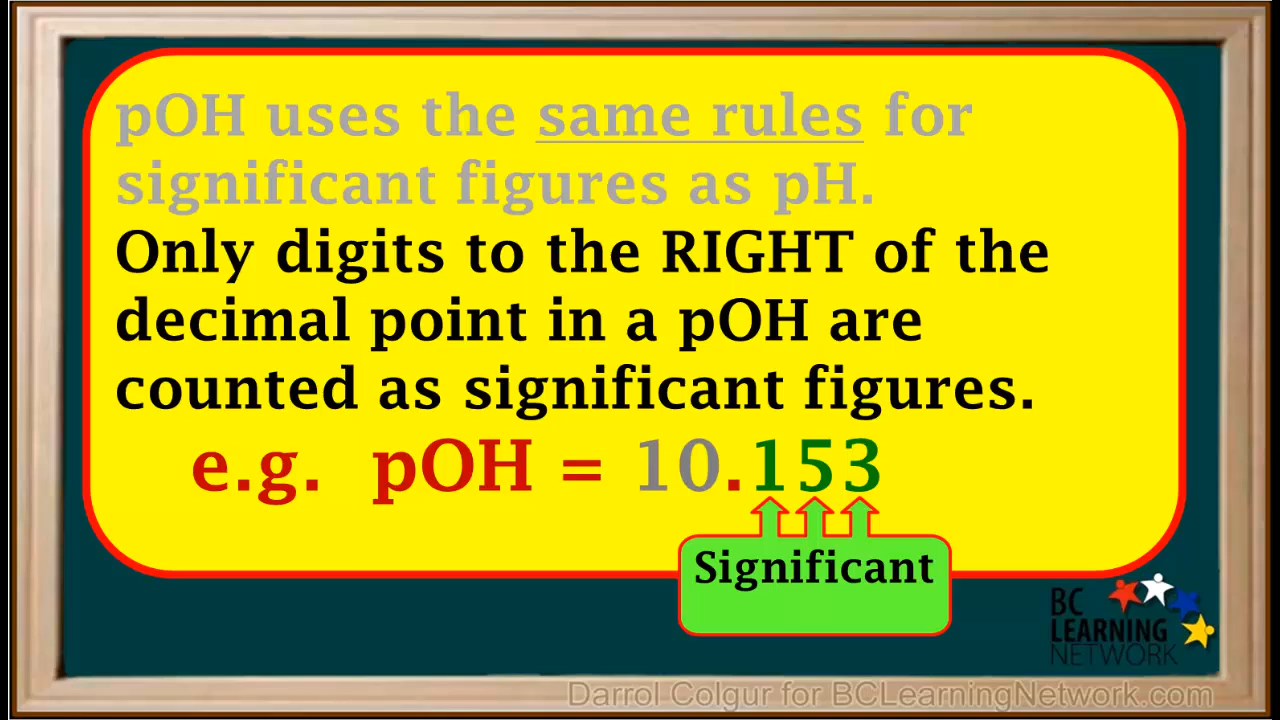 pOH uses the same rules for
significant figures as pH.
Only digits to the RIGHT of the
decimal point in a pOH are
counted as significant figures.
e.g. pOH = 10.153
Significant
BC
LEARNING
NETWORK
Darrol Colgur for BCLearningNetwork.com